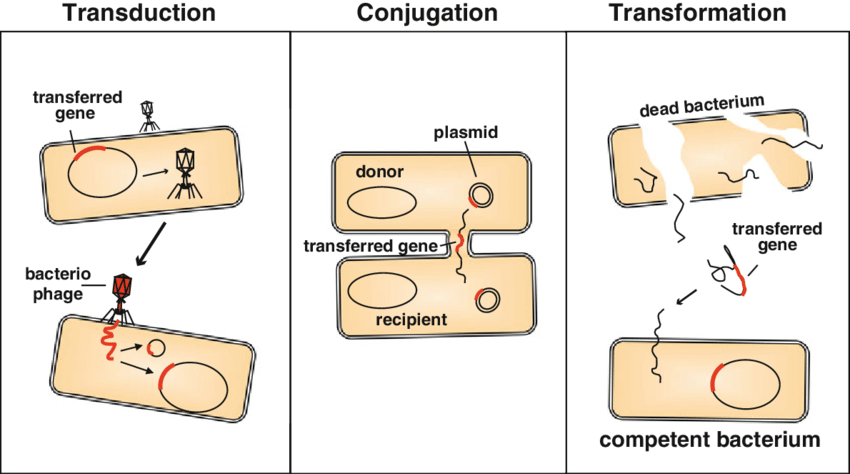 Transduction
Conjugation
Transformation
transferred
gene
bacterio
phage
plasmid
donor
transferred gene
recipient
dead bacterium
transferred
gene
competent bacterium